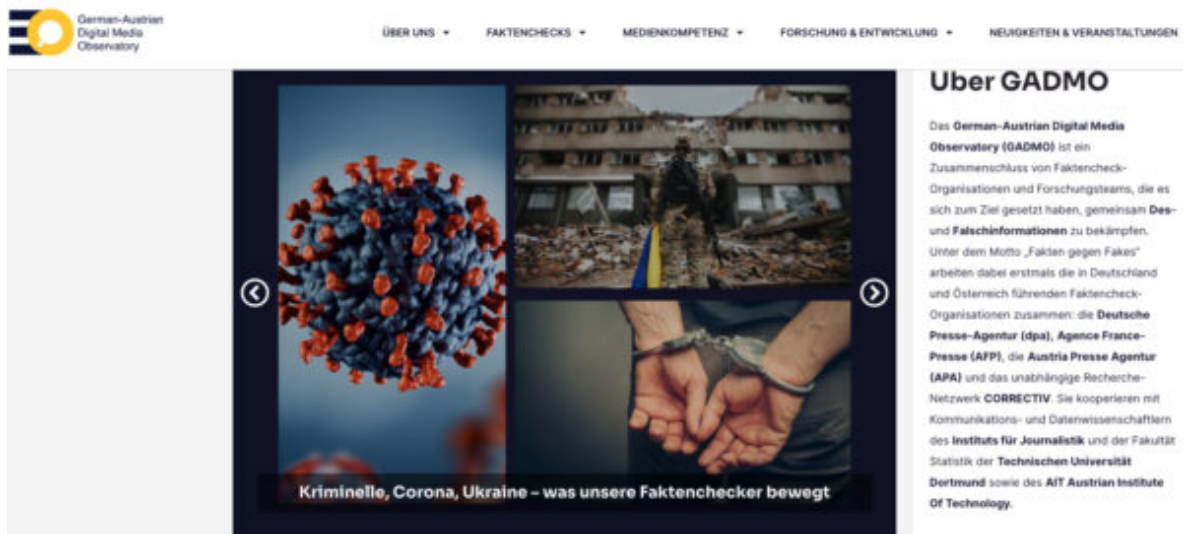 German-Austrian
Digital Media
Observatory
ÜBER UNS
FAKTENCHECKS
MEDIENKOMPETENZ
FORSCHUNG & ENTWICKLUNG
NEUIGKEITEN & VERANSTALTUNGEN
Kriminelle, Corona, Ukraine – was unsere Faktenchecker bewegt
Über GADMO
Das German-Austrian Digital Media
Observatory (GADMO) ist ein
Zusammenschluss von Faktencheck-
Organisationen und Forschungsteams, die es
sich zum Ziel gesetzt haben, gemeinsam Des-
und Falschinformationen zu bekämpfen.
Unter dem Motto „Fakten gegen Fakes"
arbeiten dabei erstmals die in Deutschland
und Österreich führenden Faktencheck-
Organisationen zusammen: die Deutsche
Presse-Agentur (dpa), Agence France-
Presse (AFP), die Austria Presse Agentur
(APA) und das unabhängige Recherche-
Netzwerk CORRECTIV. Sie kooperieren mit
Kommunikations- und Datenwissenschaftlern
des Instituts für Journalistik und der Fakultät
Statistik der Technischen Universität
Dortmund sowie des AIT Austrian Institute
Of Technology.